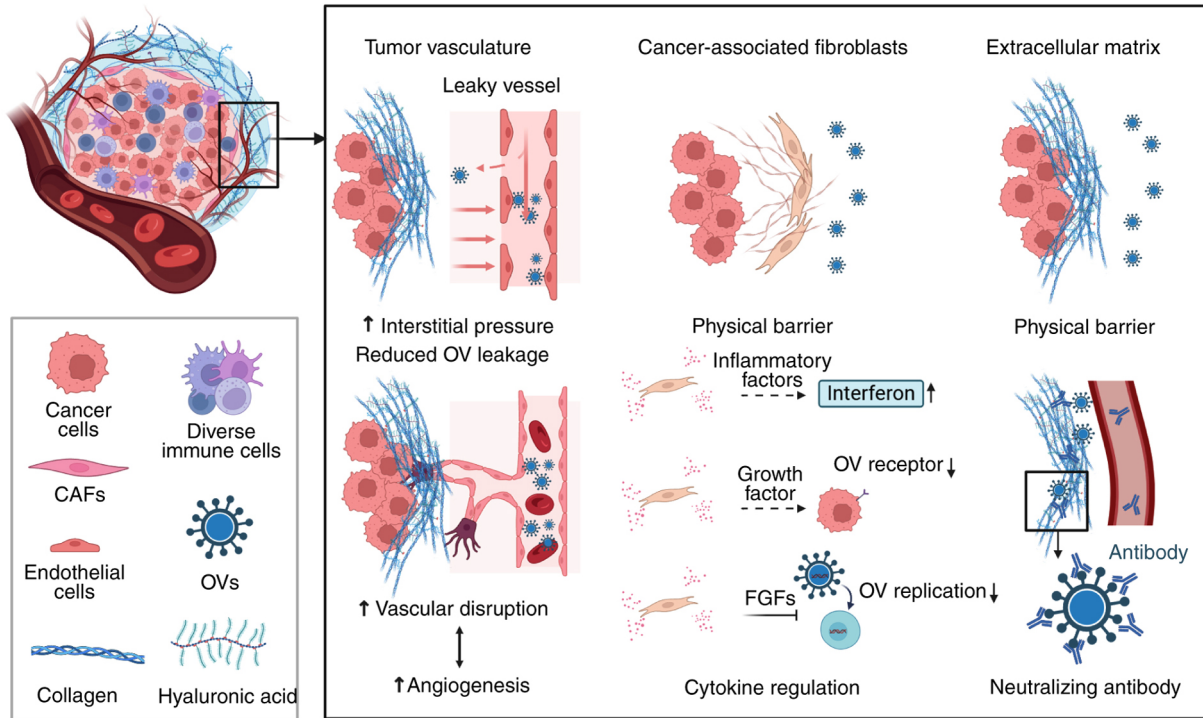 Tumor vasculature
Leaky vessel
↑ Interstitial pressure
Reduced OV leakage
↑ Vascular disruption
↑ Angiogenesis
Cancer-associated fibroblasts
Physical barrier
Inflammatory
factors
Interferon ↑
Growth
factor
OV receptor ↓
FGFs
OV replication ↓
Cytokine regulation
Extracellular matrix
Physical barrier
Antibody
Neutralizing antibody
Cancer
cells
Diverse
immune cells
CAFs
Endothelial
cells
OVs
Collagen
Hyaluronic acid